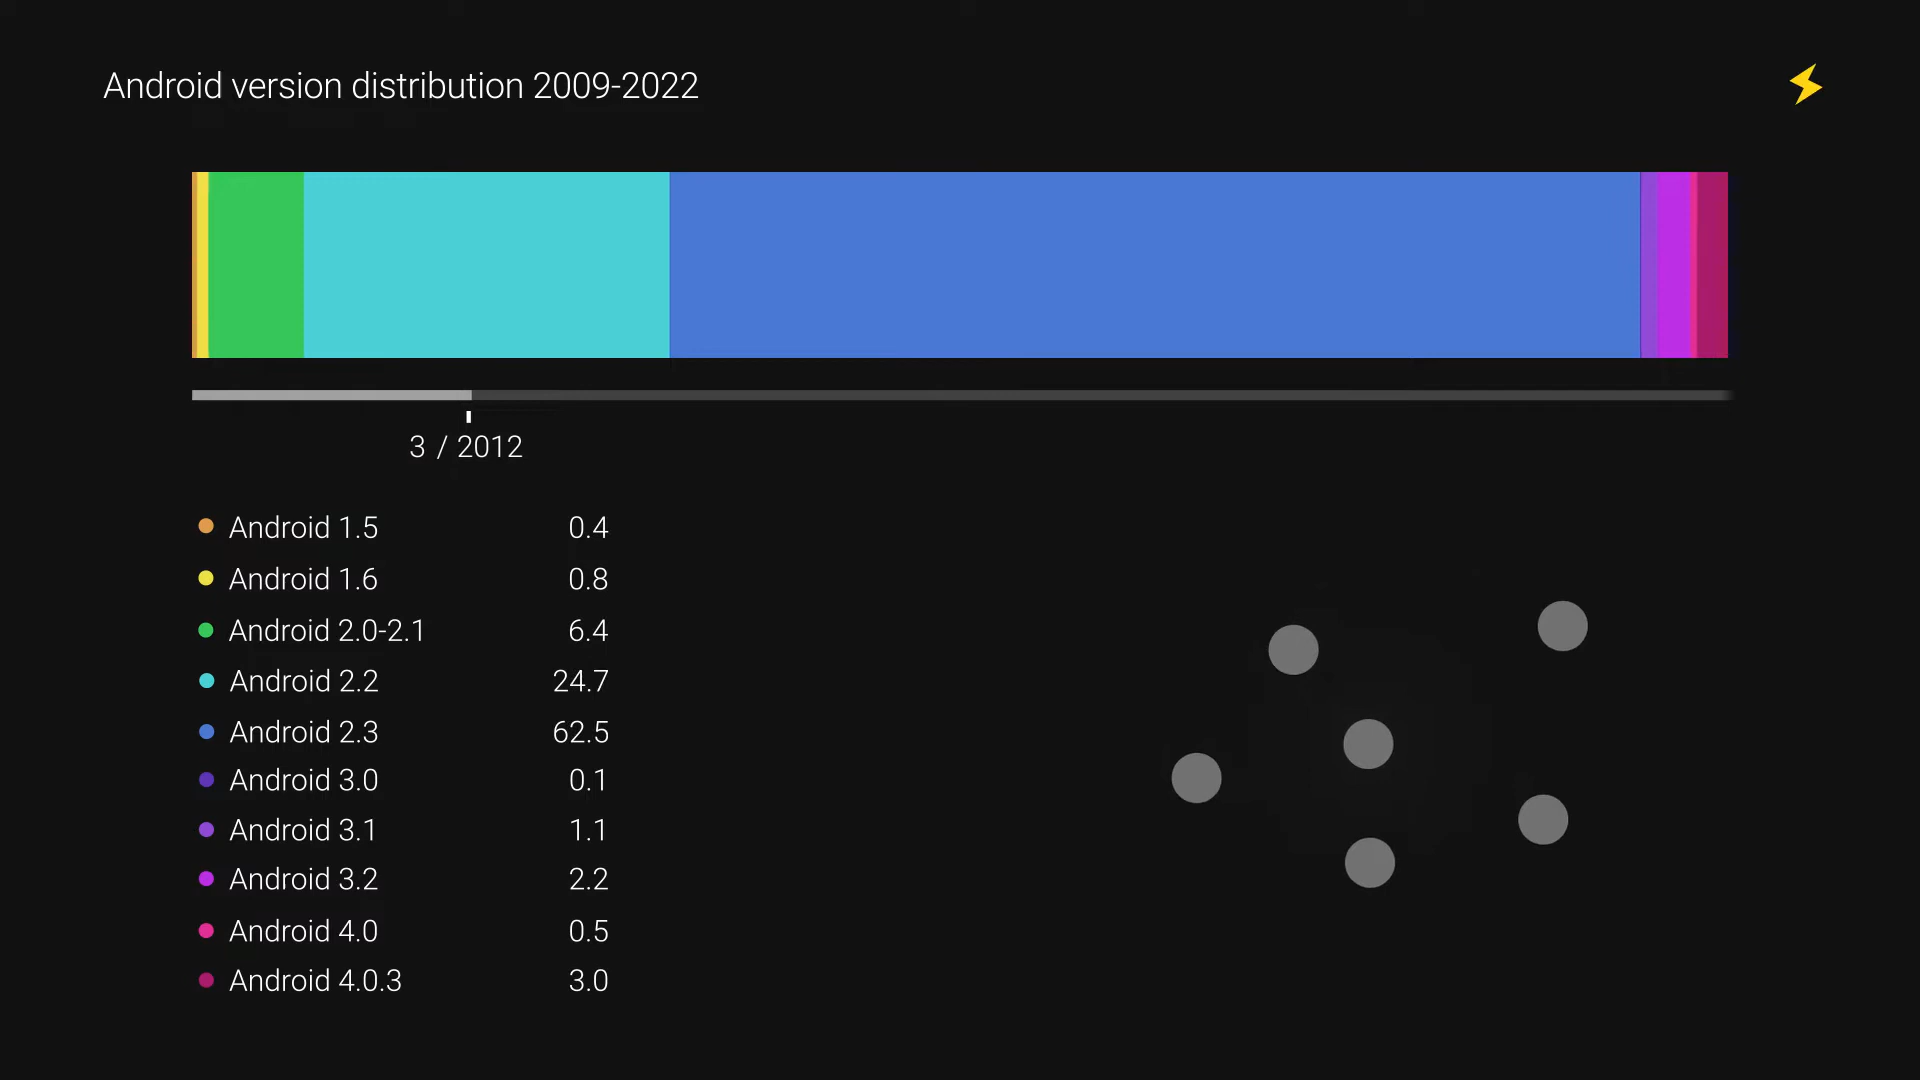 Android version distribution 2009-2022
3 / 2012
Android 1.5 0.4
Android 1.6 0.8
Android 2.0-2.1 6.4
Android 2.2 24.7
Android 2.3 62.5
Android 3.0 0.1
Android 3.1 1.1
Android 3.2 2.2
Android 4.0 0.5
Android 4.0.3 3.0